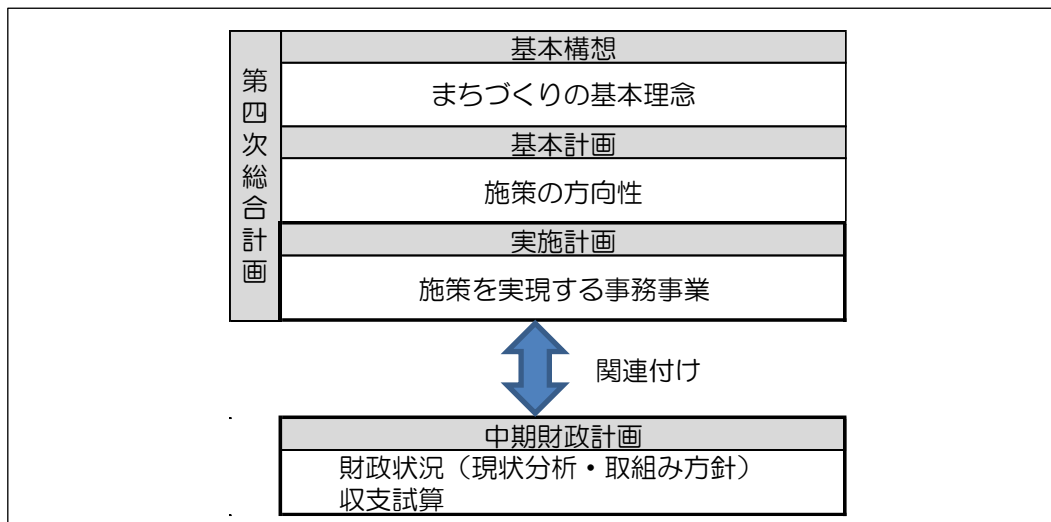 第四次総合計画
基本構想
まちづくりの基本理念
基本計画
施策の方向性
実施計画
施策を実現する事務事業
関連付け
中期財政計画
財政状況（現状分析・取組み方針）
収支試算